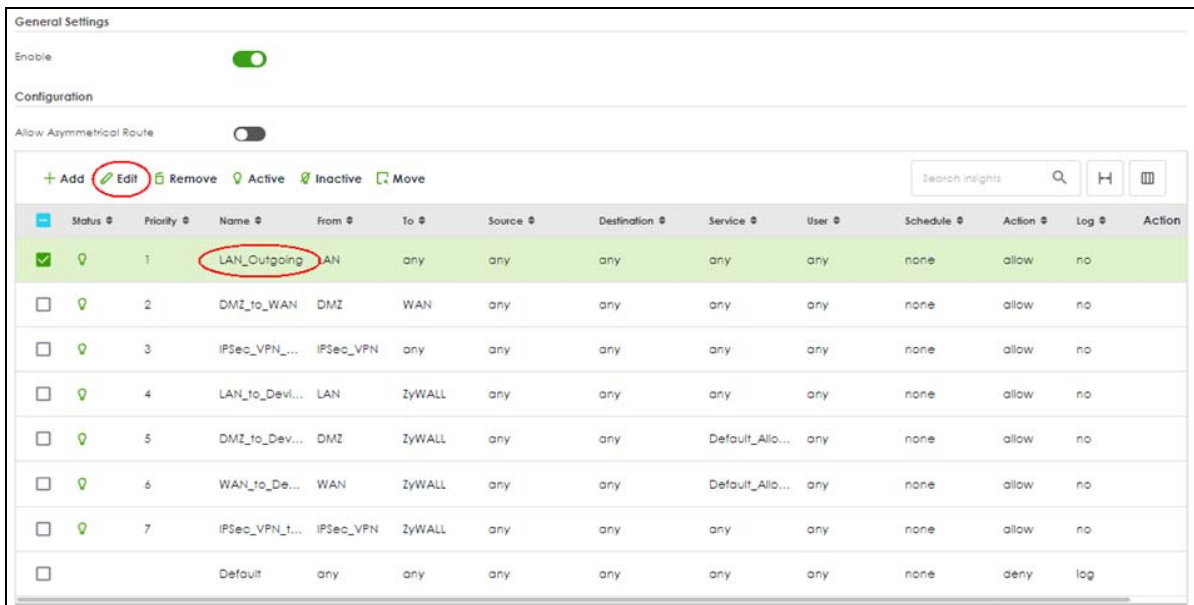 General Settings
Enable
Configuration
Allow Asymmetrical Route
+ Add Edit Remove Active Inactive Move Search insights
Status Priority Name From To Source Destination Service User Schedule Action Log Action
1 LAN_Outgoing LAN any any any any any none allow no
2 DMZ_to_WAN DMZ WAN any any any any none allow no
3 IPSec_VPN_... IPSec_VPN any any any any any none allow no
4 LAN_to_Devi... LAN ZyWALL any any any any none allow no
5 DMZ_to_Dev... DMZ ZyWALL any any Default_Allo... any none allow no
6 WAN_to_De... WAN ZyWALL any any Default_Allo... any none allow no
7 IPSec_VPN_t... IPSec_VPN ZyWALL any any any any none allow no
Default any any any any any any none deny log